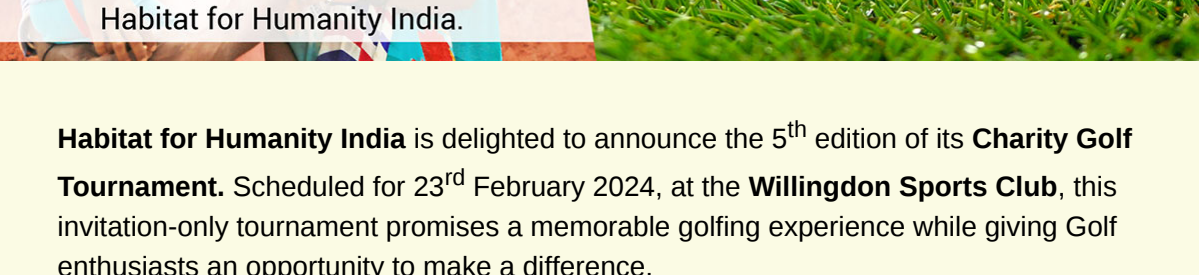 Habitat for Humanity India.
Habitat for Humanity India is delighted to announce the 5th edition of its Charity Golf
Tournament. Scheduled for 23rd February 2024, at the Willingdon Sports Club, this
invitation-only tournament promises a memorable golfing experience while giving Golf
enthusiasts an opportunity to make a difference.